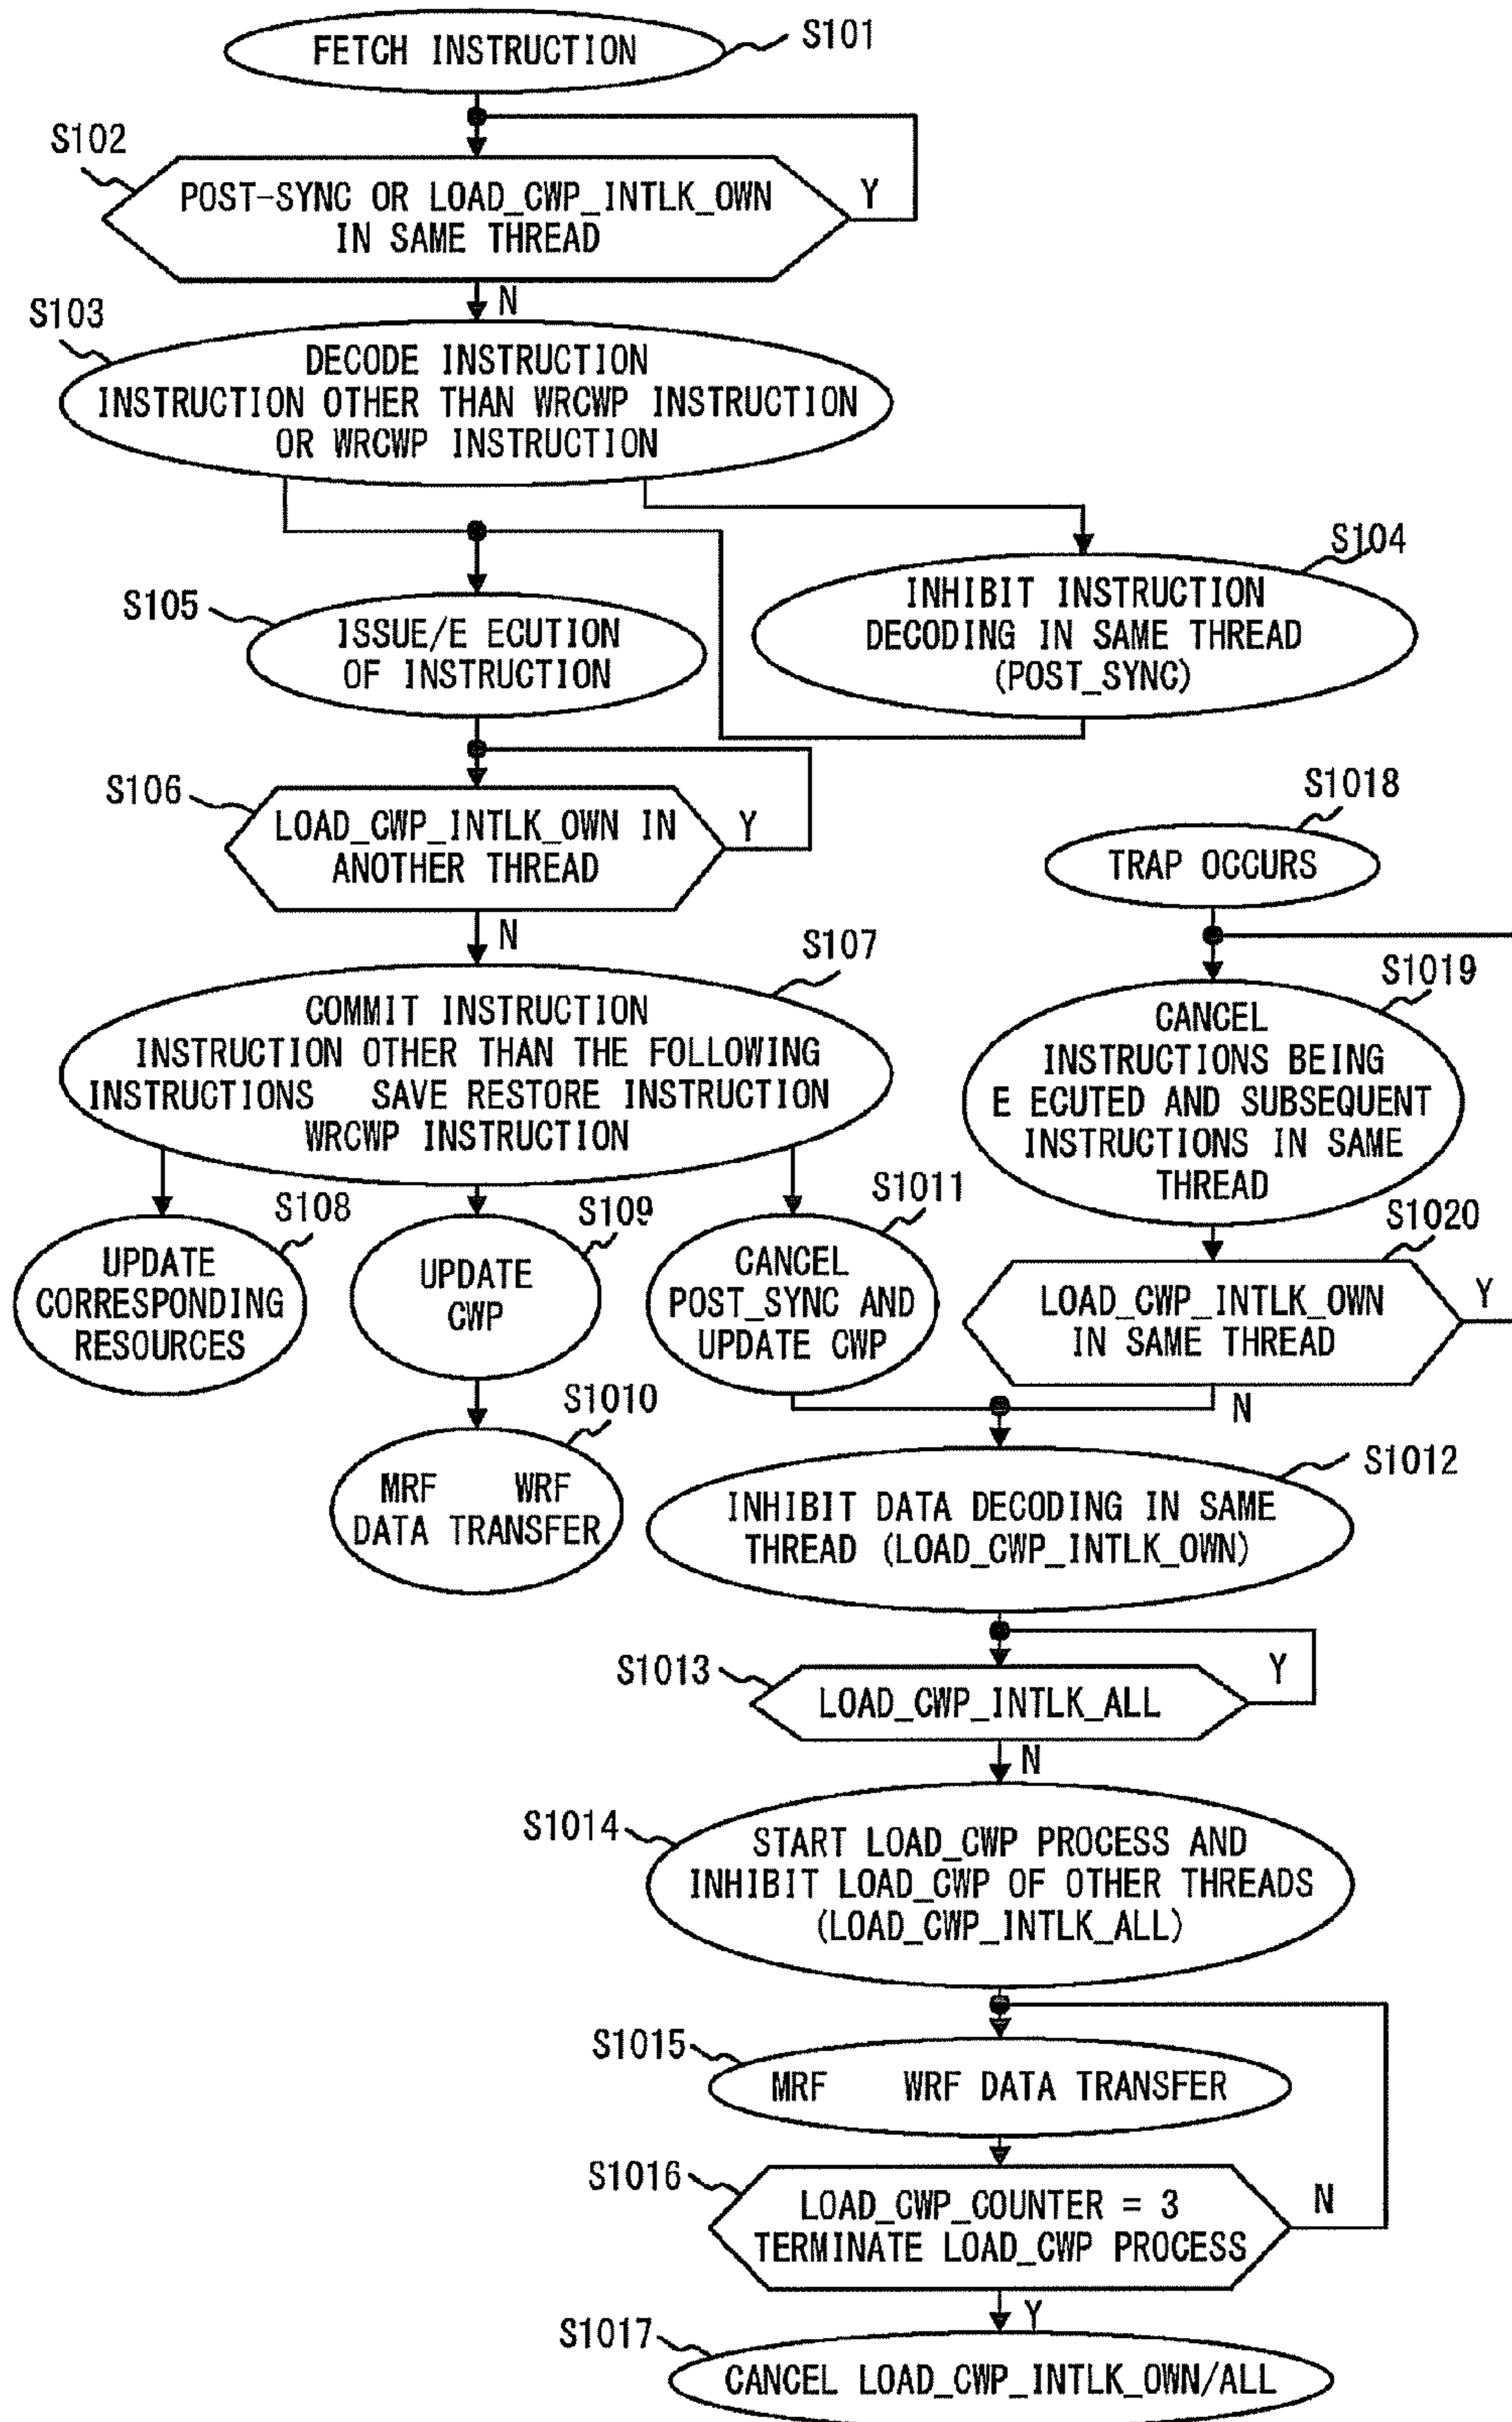 FETCH INSTRUCTION
S101
S102
POST-SYNC OR LOAD_CWP_INTLK_OWN
IN SAME THREAD
Y
N
S103
DECODE INSTRUCTION
INSTRUCTION OTHER THAN WRCWP INSTRUCTION
OR WRCWP INSTRUCTION
S104
INHIBIT INSTRUCTION
DECODING IN SAME THREAD
(POST_SYNC)
S105
ISSUE/E ECUTION
OF INSTRUCTION
S106
LOAD_CWP_INTLK_OWN IN
ANOTHER THREAD
Y
N
S107
COMMIT INSTRUCTION
INSTRUCTION OTHER THAN THE FOLLOWING
INSTRUCTIONS SAVE RESTORE INSTRUCTION
WRCWP INSTRUCTION
S108
UPDATE
CORRESPONDING
RESOURCES
S109
UPDATE
CWP
S1010
MRF WRF
DATA TRANSFER
S1011
CANCEL
POST_SYNC AND
UPDATE CWP
S1018
TRAP OCCURS
S1019
CANCEL
INSTRUCTIONS BEING
E ECUTED AND SUBSEQUENT
INSTRUCTIONS IN SAME
THREAD
S1020
LOAD_CWP_INTLK_OWN
IN SAME THREAD
Y
N
S1012
INHIBIT DATA DECODING IN SAME
THREAD (LOAD_CWP_INTLK_OWN)
S1013
LOAD_CWP_INTLK_ALL
Y
N
S1014
START LOAD_CWP PROCESS AND
INHIBIT LOAD_CWP OF OTHER THREADS
(LOAD_CWP_INTLK_ALL)
S1015
MRF WRF DATA TRANSFER
S1016
LOAD_CWP_COUNTER = 3
TERMINATE LOAD_CWP PROCESS
N
Y
S1017
CANCEL LOAD_CWP_INTLK_OWN/ALL